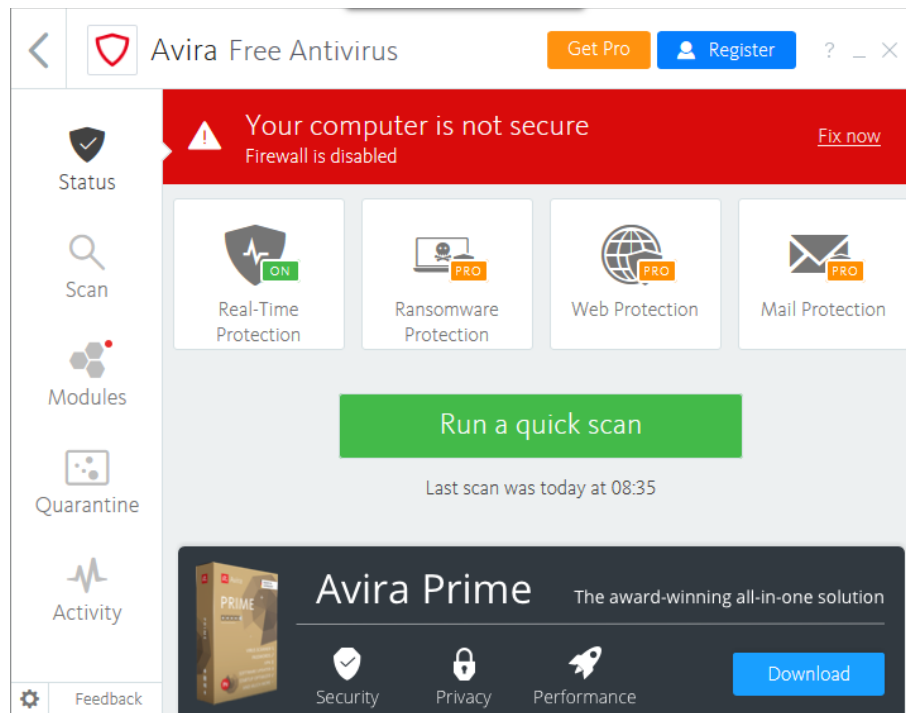 Avira Free Antivirus
Get Pro
Register
?
Your computer is not secure
Firewall is disabled
Fix now
Status
Scan
Modules
Quarantine
Activity
Feedback
ON
Real-Time
Protection
PRO
Ransomware
Protection
PRO
Web Protection
PRO
Mail Protection
Run a quick scan
Last scan was today at 08:35
PRIME
Avira Prime
The award-winning all-in-one solution
Security
Privacy
Performance
Download